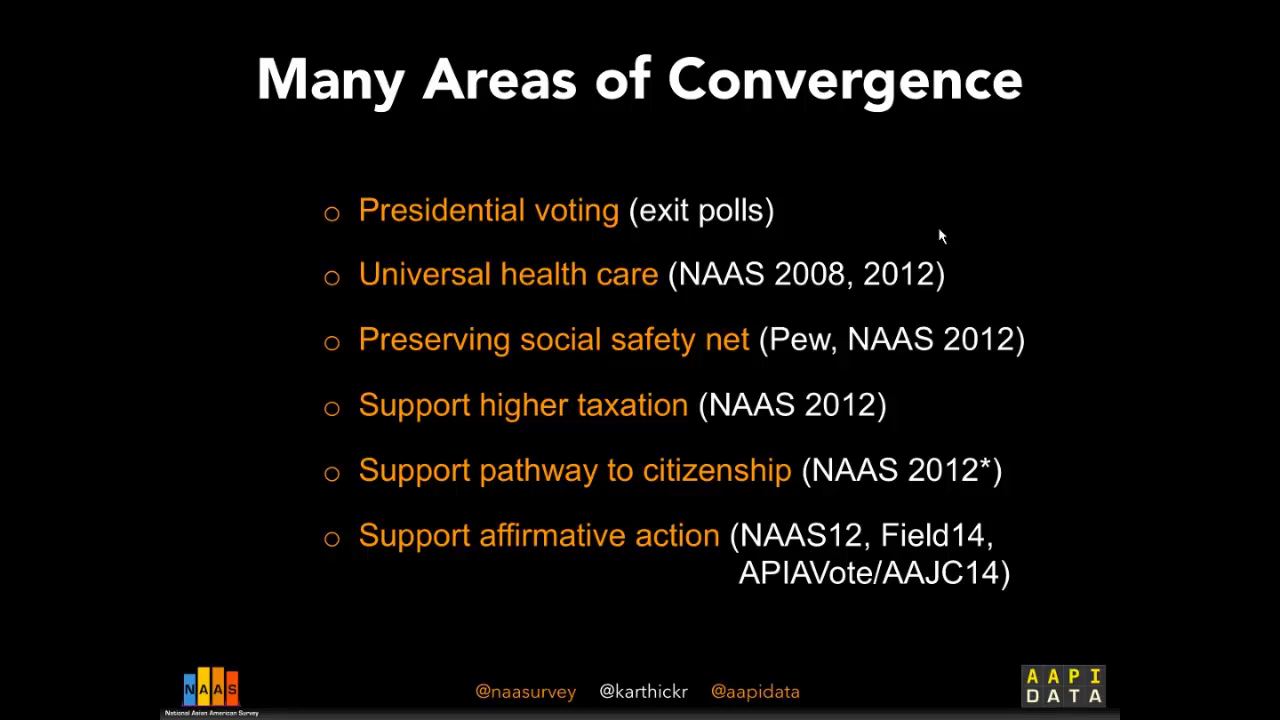 Many Areas of Convergence
o Presidential voting (exit polls)
o Universal health care (NAAS 2008, 2012)
o Preserving social safety net (Pew, NAAS 2012)
o Support higher taxation (NAAS 2012)
o Support pathway to citizenship (NAAS 2012*)
o Support affirmative action (NAAS12, Field14,
APIAVote/AAJC14)
NAAS
National Asian American Survey
@naasurvey @karthickr @aapidata
AAPI
DATA